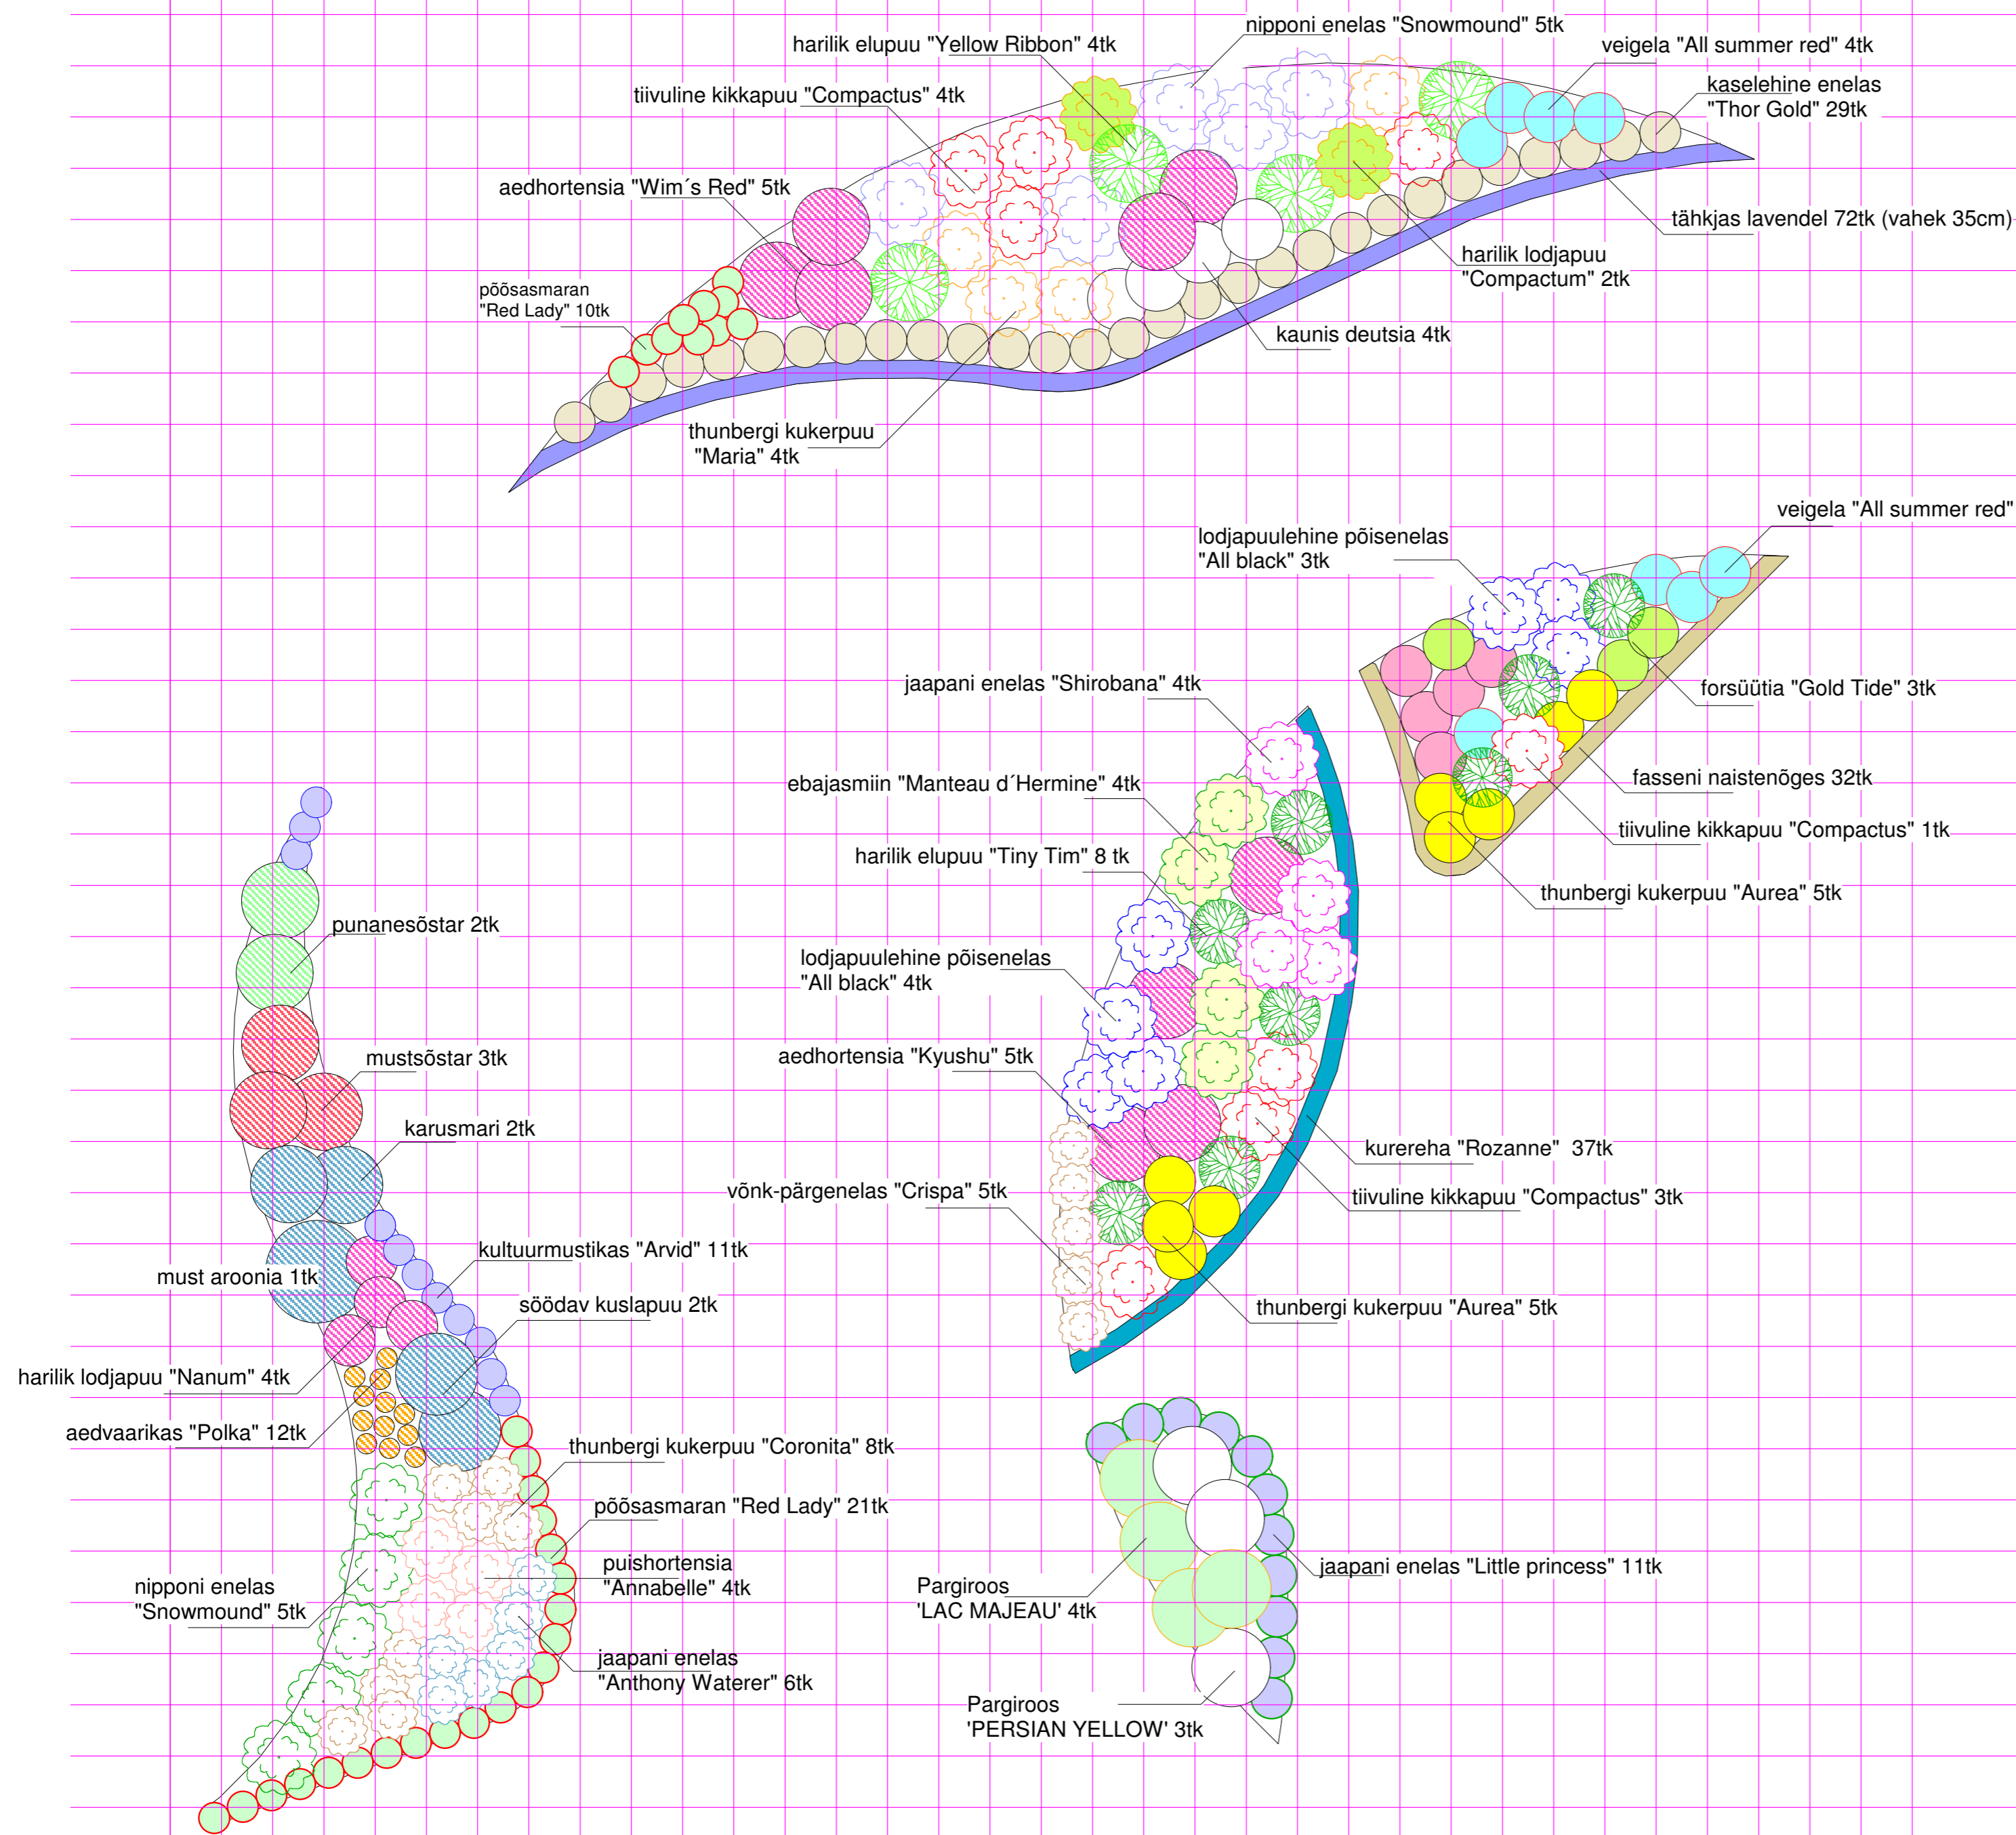 nipponi enelas "Snowmound" 5tk
harilik elupuu "Yellow Ribbon" 4tk
veigela "All summer red" 4tk
kaselehine enelas
"Thor Gold" 29tk
tiivuline kikkapuu "Compactus" 4tk
aedhortensia "Wim´s Red" 5tk
tähkjas lavendel 72tk (vahek 35cm)
harilik lodjapuu
"Compactum" 2tk
põõsasmaran
"Red Lady" 10tk
kaunis deutsia 4tk
thunbergi kukerpuu
"Maria" 4tk
veigela "All summer red"
lodjapuulehine põisenelas
"All black" 3tk
jaapani enelas "Shirobana" 4tk
forsüütia "Gold Tide" 3tk
ebajasmiin "Manteau d´Hermine" 4tk
fasseni naistenõges 32tk
tiivuline kikkapuu "Compactus" 1tk
harilik elupuu "Tiny Tim" 8 tk
thunbergi kukerpuu "Aurea" 5tk
punanesõstar 2tk
lodjapuulehine põisenelas
"All black" 4tk
mustsõstar 3tk
aedhortensia "Kyushu" 5tk
karusmari 2tk
kurereha "Rozanne"  37tk
võnk-pärgenelas "Crispa" 5tk
tiivuline kikkapuu "Compactus" 3tk
kultuurmustikas "Arvid" 11tk
must aroonia 1tk
söödav kuslapuu 2tk
thunbergi kukerpuu "Aurea" 5tk
harilik lodjapuu "Nanum" 4tk
aedvaarikas "Polka" 12tk
thunbergi kukerpuu "Coronita" 8tk
põõsasmaran "Red Lady" 21tk
puishortensia
"Annabelle" 4tk
jaapani enelas "Little princess" 11tk
nipponi enelas
"Snowmound" 5tk
Pargiroos
'LAC MAJEAU' 4tk
jaapani enelas
"Anthony Waterer" 6tk
Pargiroos
'PERSIAN YELLOW' 3tk